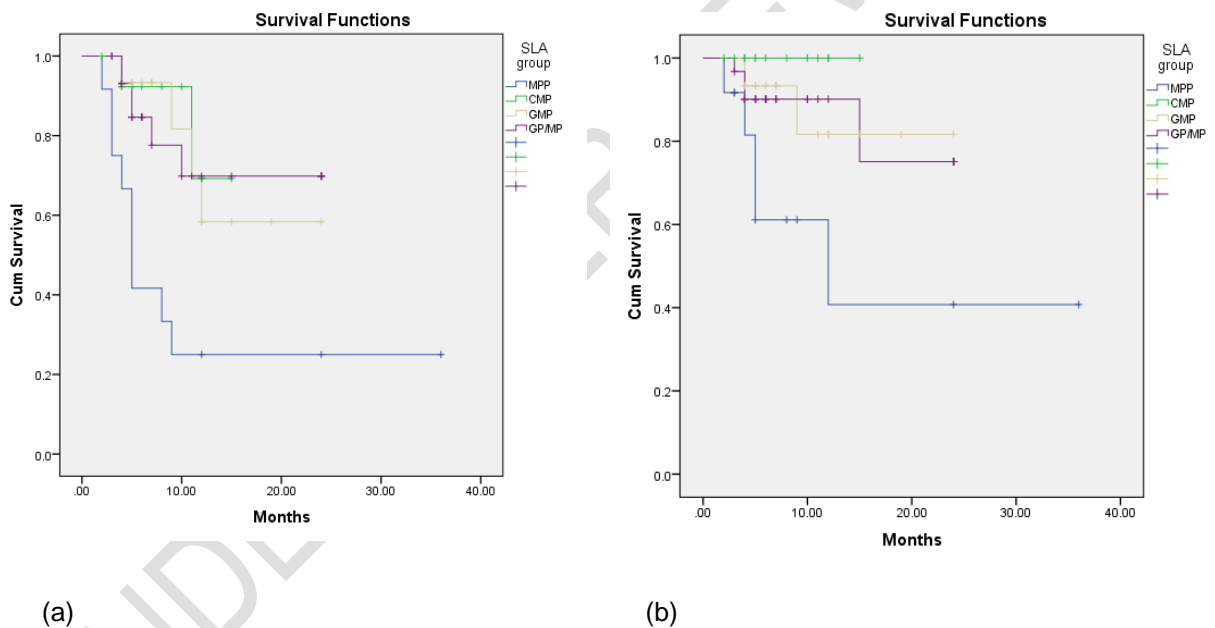 Survival Functions
SLA
group
MPP
CMP
GMP
GP/MP
1.0
0.8
0.6
0.4
0.2
0.0
Cum Survival
.00 10.00 20.00 30.00 40.00
Months
(a)
Survival Functions
SLA
group
MPP
CMP
GMP
GP/MP
1.0
0.8
0.6
0.4
0.2
0.0
Cum Survival
.00 10.00 20.00 30.00 40.00
Months
(b)